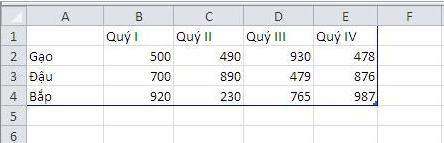 A B C D E F
1 Quý I Quý II Quý III Quý IV
2 Gạo 500 490 930 478
3 Đậu 700 890 479 876
4 Bắp 920 230 765 987
5
6